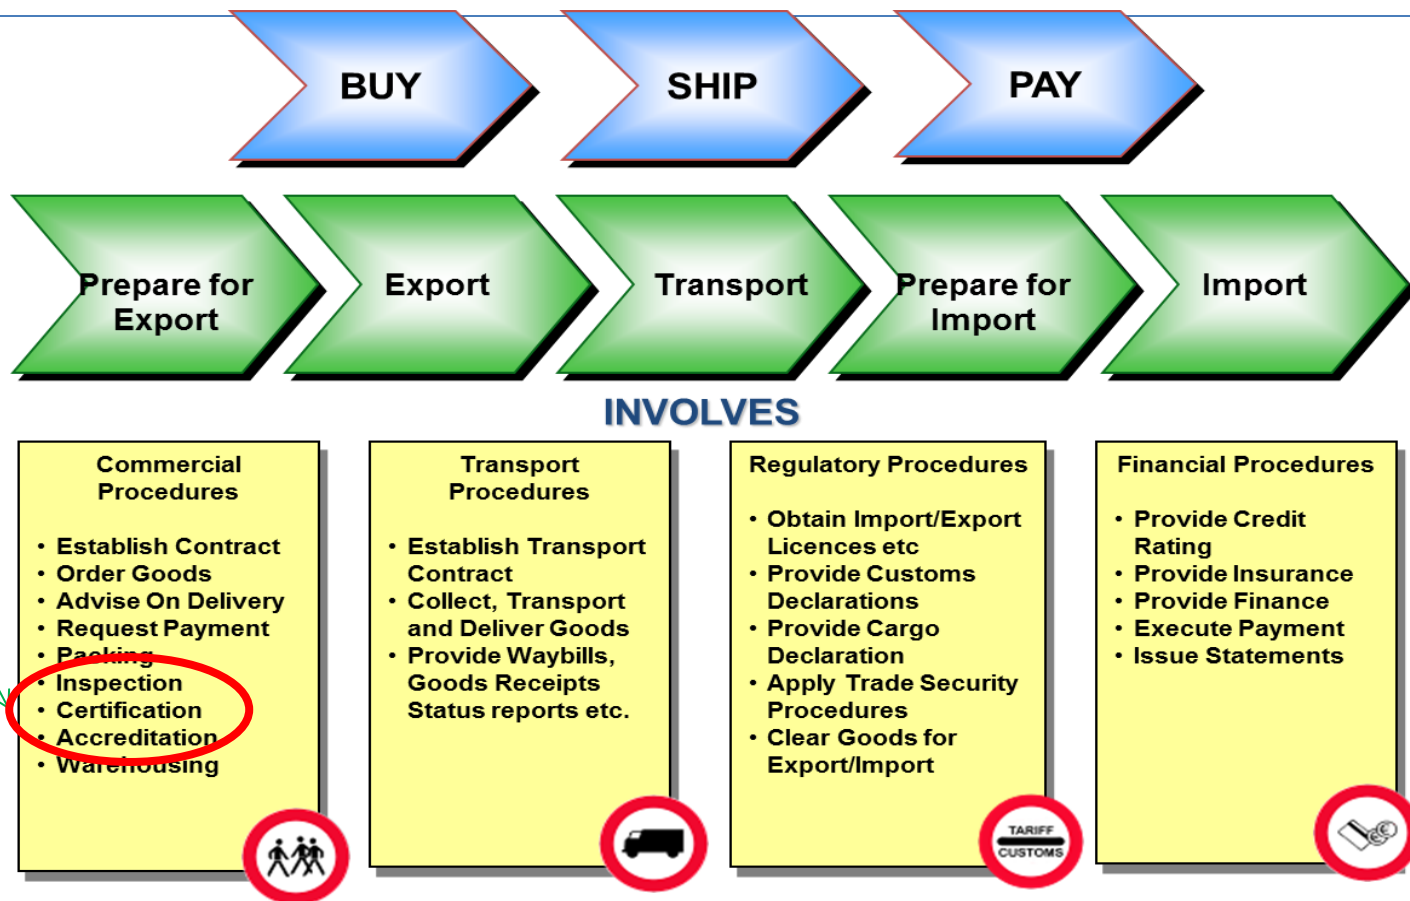 BUY
SHIP
PAY
Prepare for
Export
Export
Transport
Prepare for
Import
Import
INVOLVES
Commercial
Procedures
• Establish Contract
• Order Goods
• Advise On Delivery
• Request Payment
• Packing
• Inspection
• Certification
• Accreditation
• Warehousing
Transport
Procedures
• Establish Transport
Contract
• Collect, Transport
and Deliver Goods
• Provide Waybills,
Goods Receipts
Status reports etc.
Regulatory Procedures
• Obtain Import/Export
Licences etc
• Provide Customs
Declarations
• Provide Cargo
Declaration
• Apply Trade Security
Procedures
• Clear Goods for
Export/Import
TARIFF
CUSTOMS
Financial Procedures
• Provide Credit
Rating
• Provide Insurance
• Provide Finance
• Execute Payment
• Issue Statements